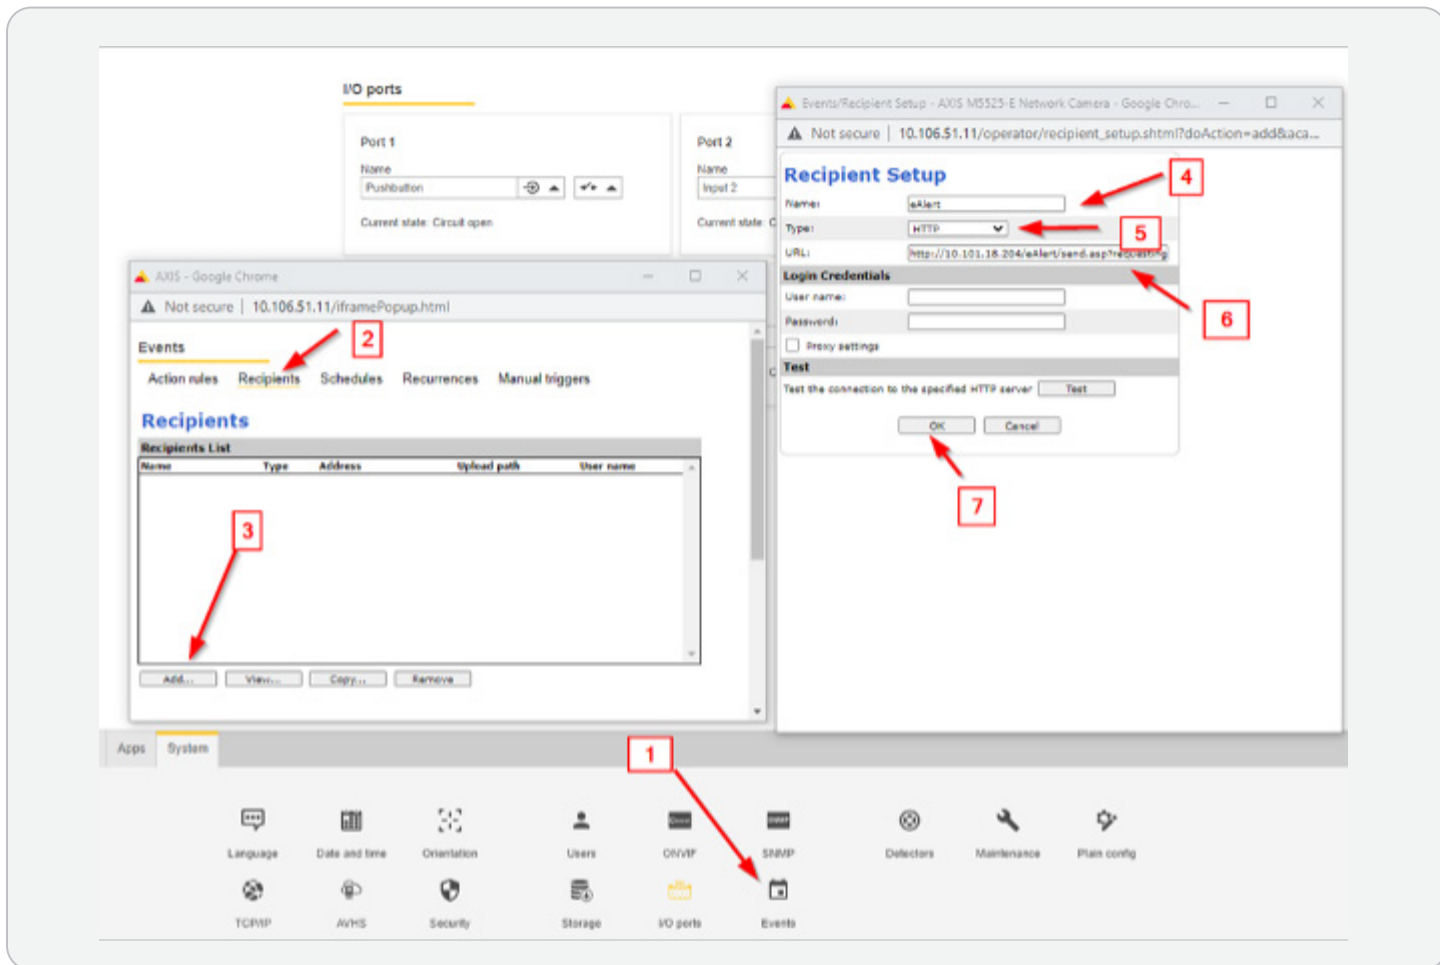 I/O ports
Port 1
Name
Pushbutton
Current state: Circuit open
Port 2
Name
Input 2
Current state: C
AXIS - Google Chrome
Not secure | 10.106.51.11/iframePopup.html
Events
2
Action rules Recipients Schedules Recurrences Manual triggers
Recipients
Recipients List
Name Type Address Upload path User name
3
Add... View... Copy... Remove
Events/Recipient Setup - AXIS M5525-E Network Camera - Google Chro...
Not secure | 10.106.51.11/operator/recipient_setup.shtml?doAction=add&aca...
Recipient Setup
4
Name: eAlert
Type: HTTP
5
URL: http://10.101.18.204/eAlert/send.asp?requesting
Login Credentials
User name:
6
Password:
Proxy settings
Test
Test the connection to the specified HTTP server Test
OK Cancel
7
Apps System
1
Language Date and time Orientation Users ONVIF SNMP Detectors Maintenance Plain config
TCP/IP AVHS Security Storage I/O ports Events